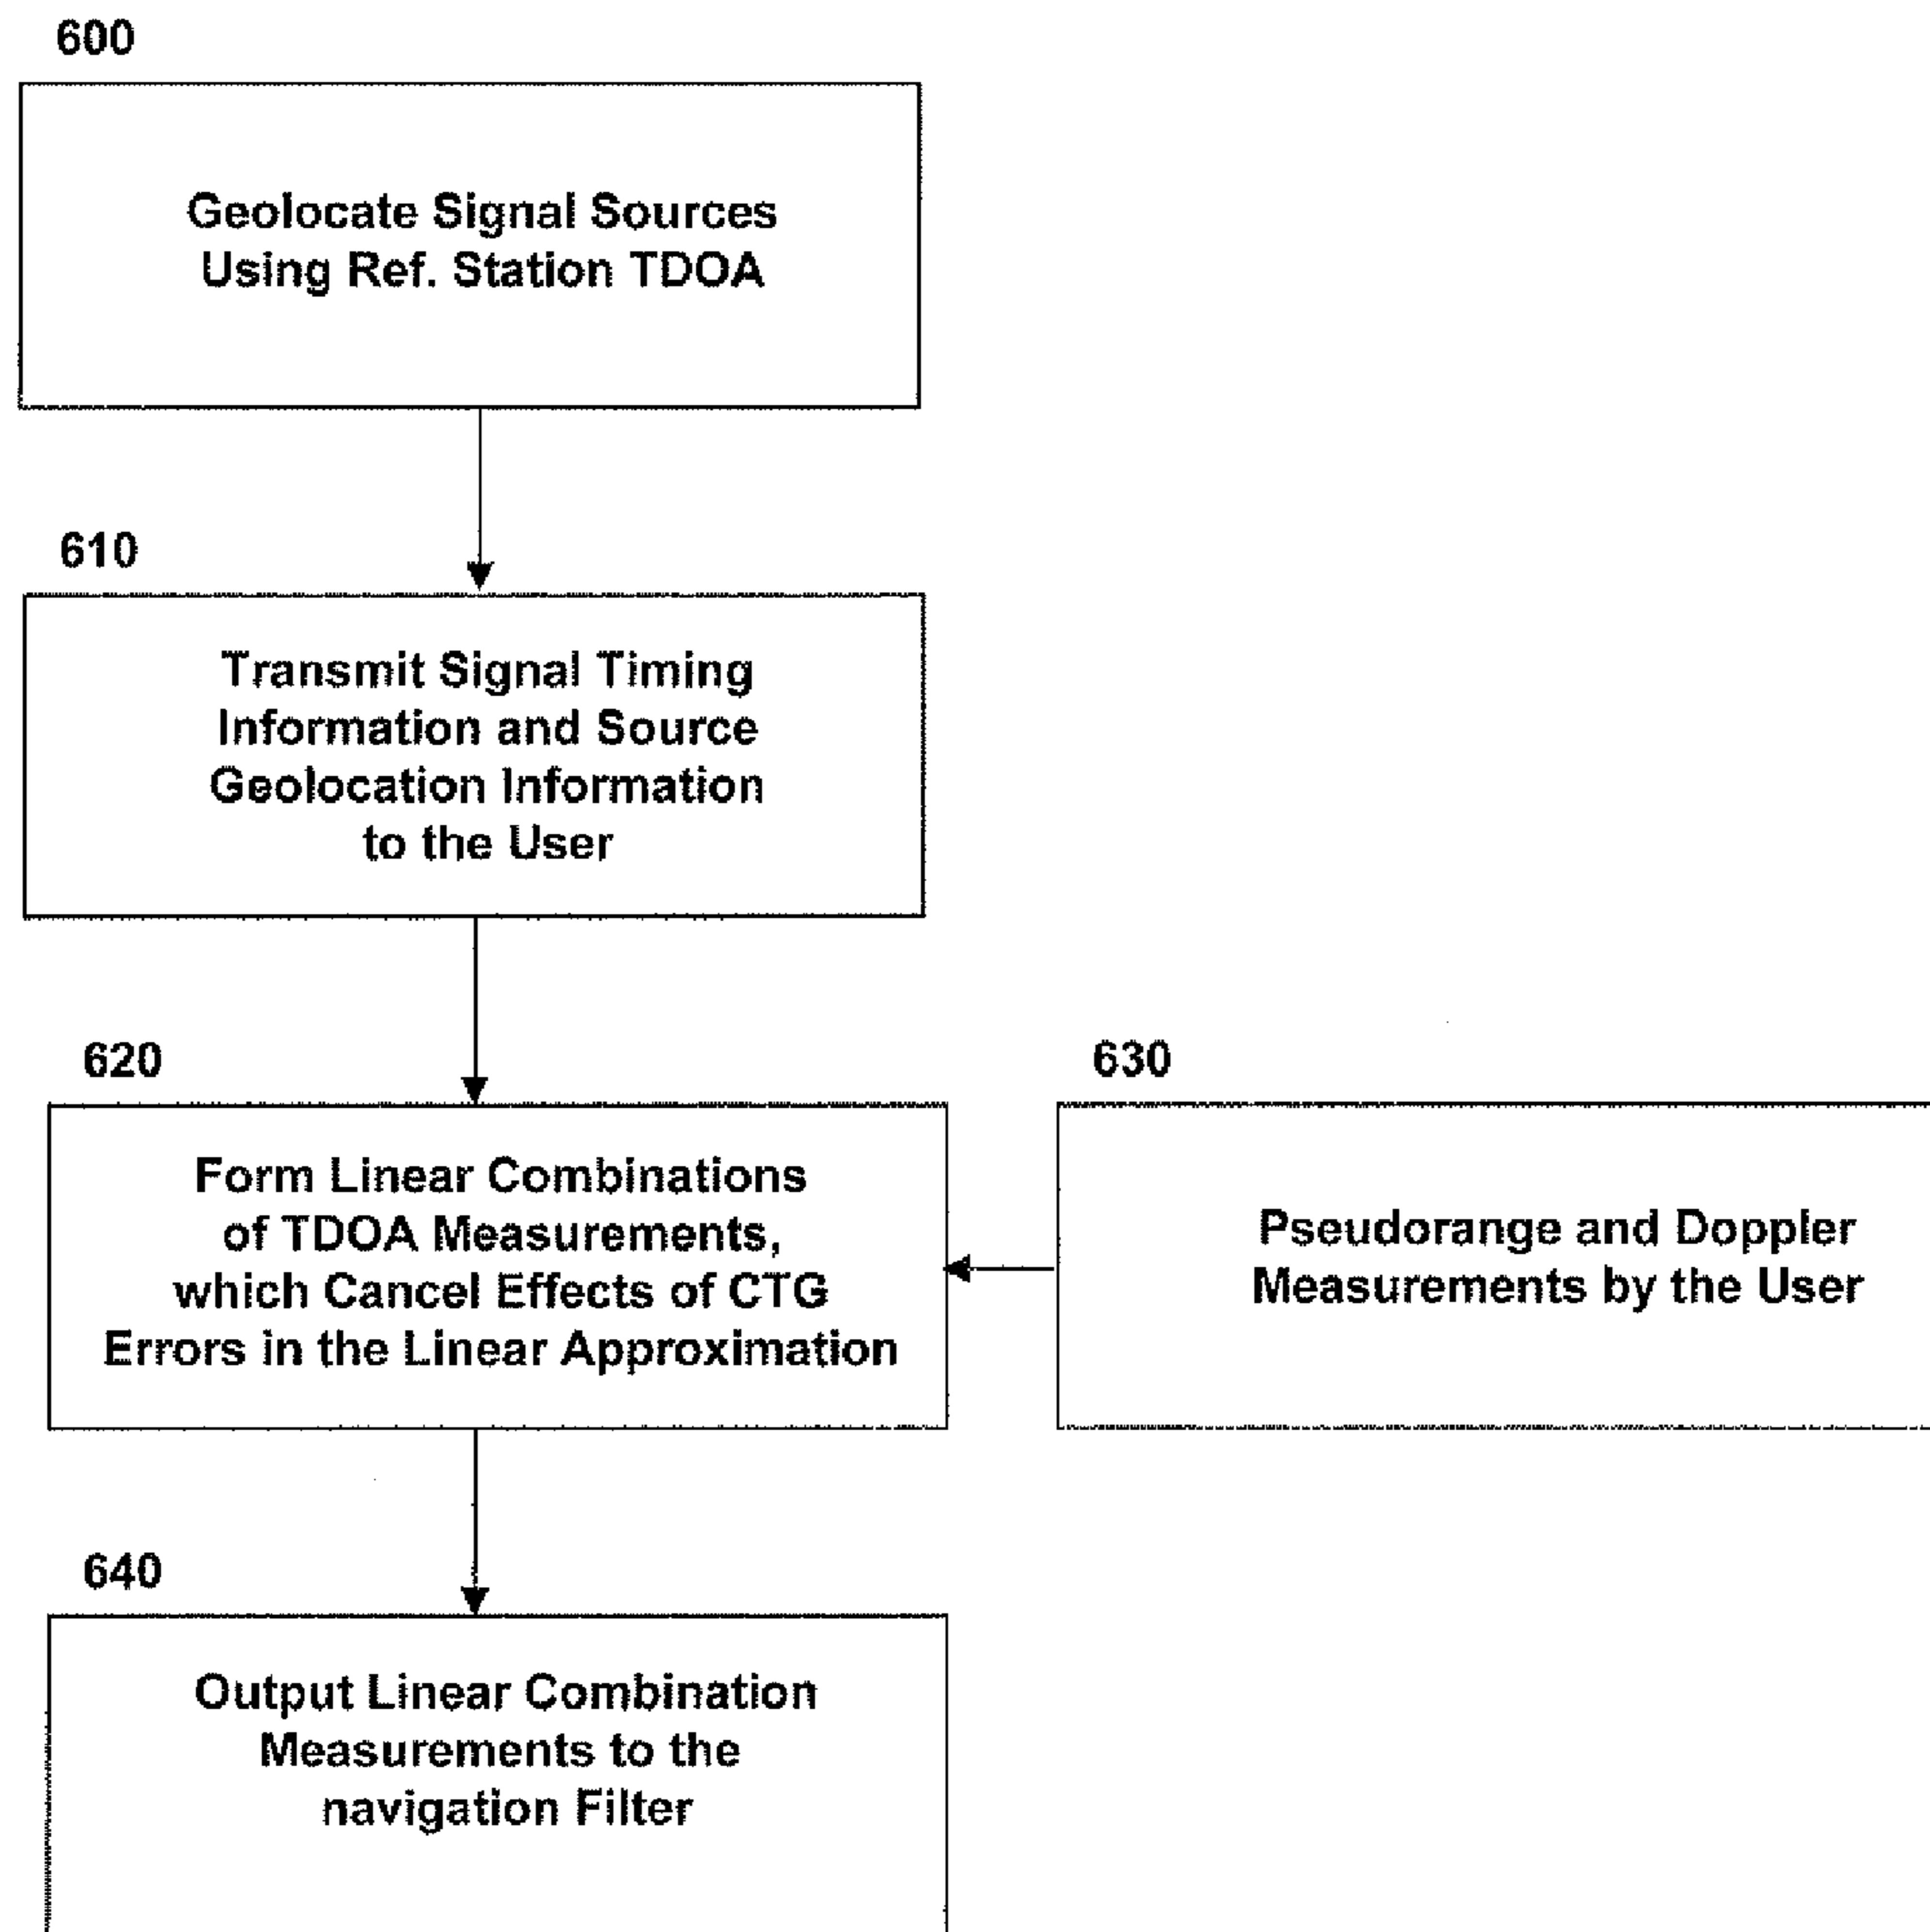 600
Geolocate Signal Sources
Using Ref. Station TDOA
610
Transmit Signal Timing
Information and Source
Geolocation Information
to the User
620
Form Linear Combinations
of TDOA Measurements,
which Cancel Effects of CTG
Errors in the Linear Approximation
630
Pseudorange and Doppler
Measurements by the User
640
Output Linear Combination
Measurements to the
navigation Filter